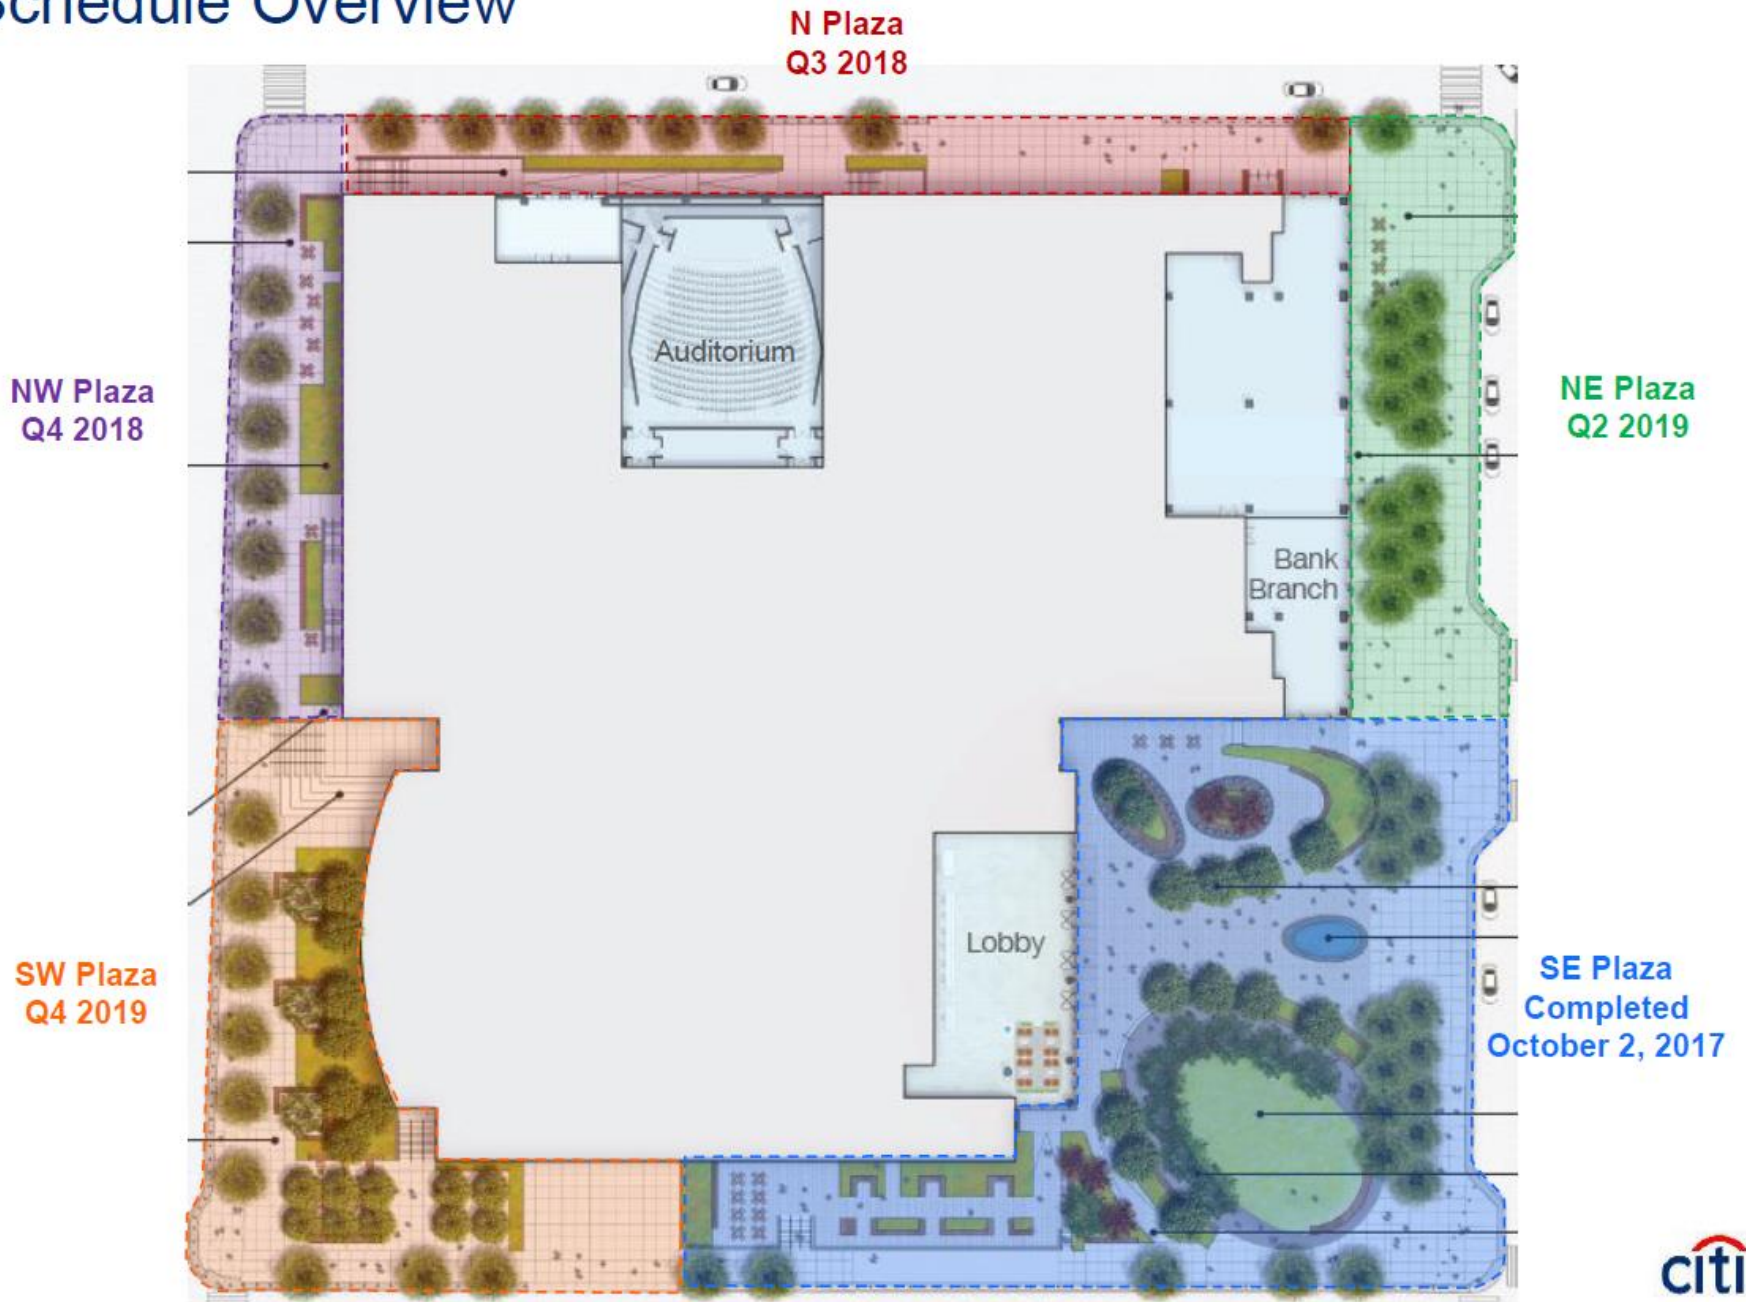 Schedule Overview
N Plaza
Q3 2018
NW Plaza
Q4 2018
Auditorium
NE Plaza
Q2 2019
Bank
Branch
SW Plaza
Q4 2019
Lobby
SE Plaza
Completed
October 2, 2017
citi